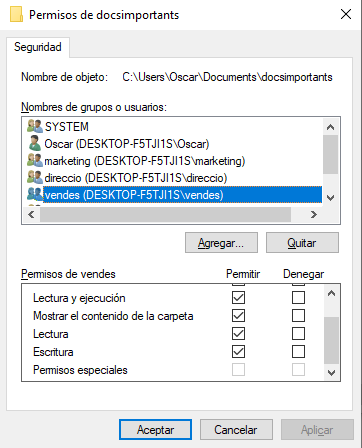 Permisos de docsimportants
Seguridad
Nombre de objeto: C:\Users\Oscar\Documents\docsimportants
Nombres de grupos o usuarios:
SYSTEM
Oscar (DESKTOP-F5TJI1S\Oscar)
marketing (DESKTOP-F5TJI1S\marketing)
direccio (DESKTOP-F5TJI1S\direccio)
vendes (DESKTOP-F5TJI1S\vendes)
Agregar... Quitar
Permisos de vendes Permitir Denegar
Lectura y ejecución
Mostrar el contenido de la carpeta
Lectura
Escritura
Permisos especiales
Aceptar Cancelar Aplicar